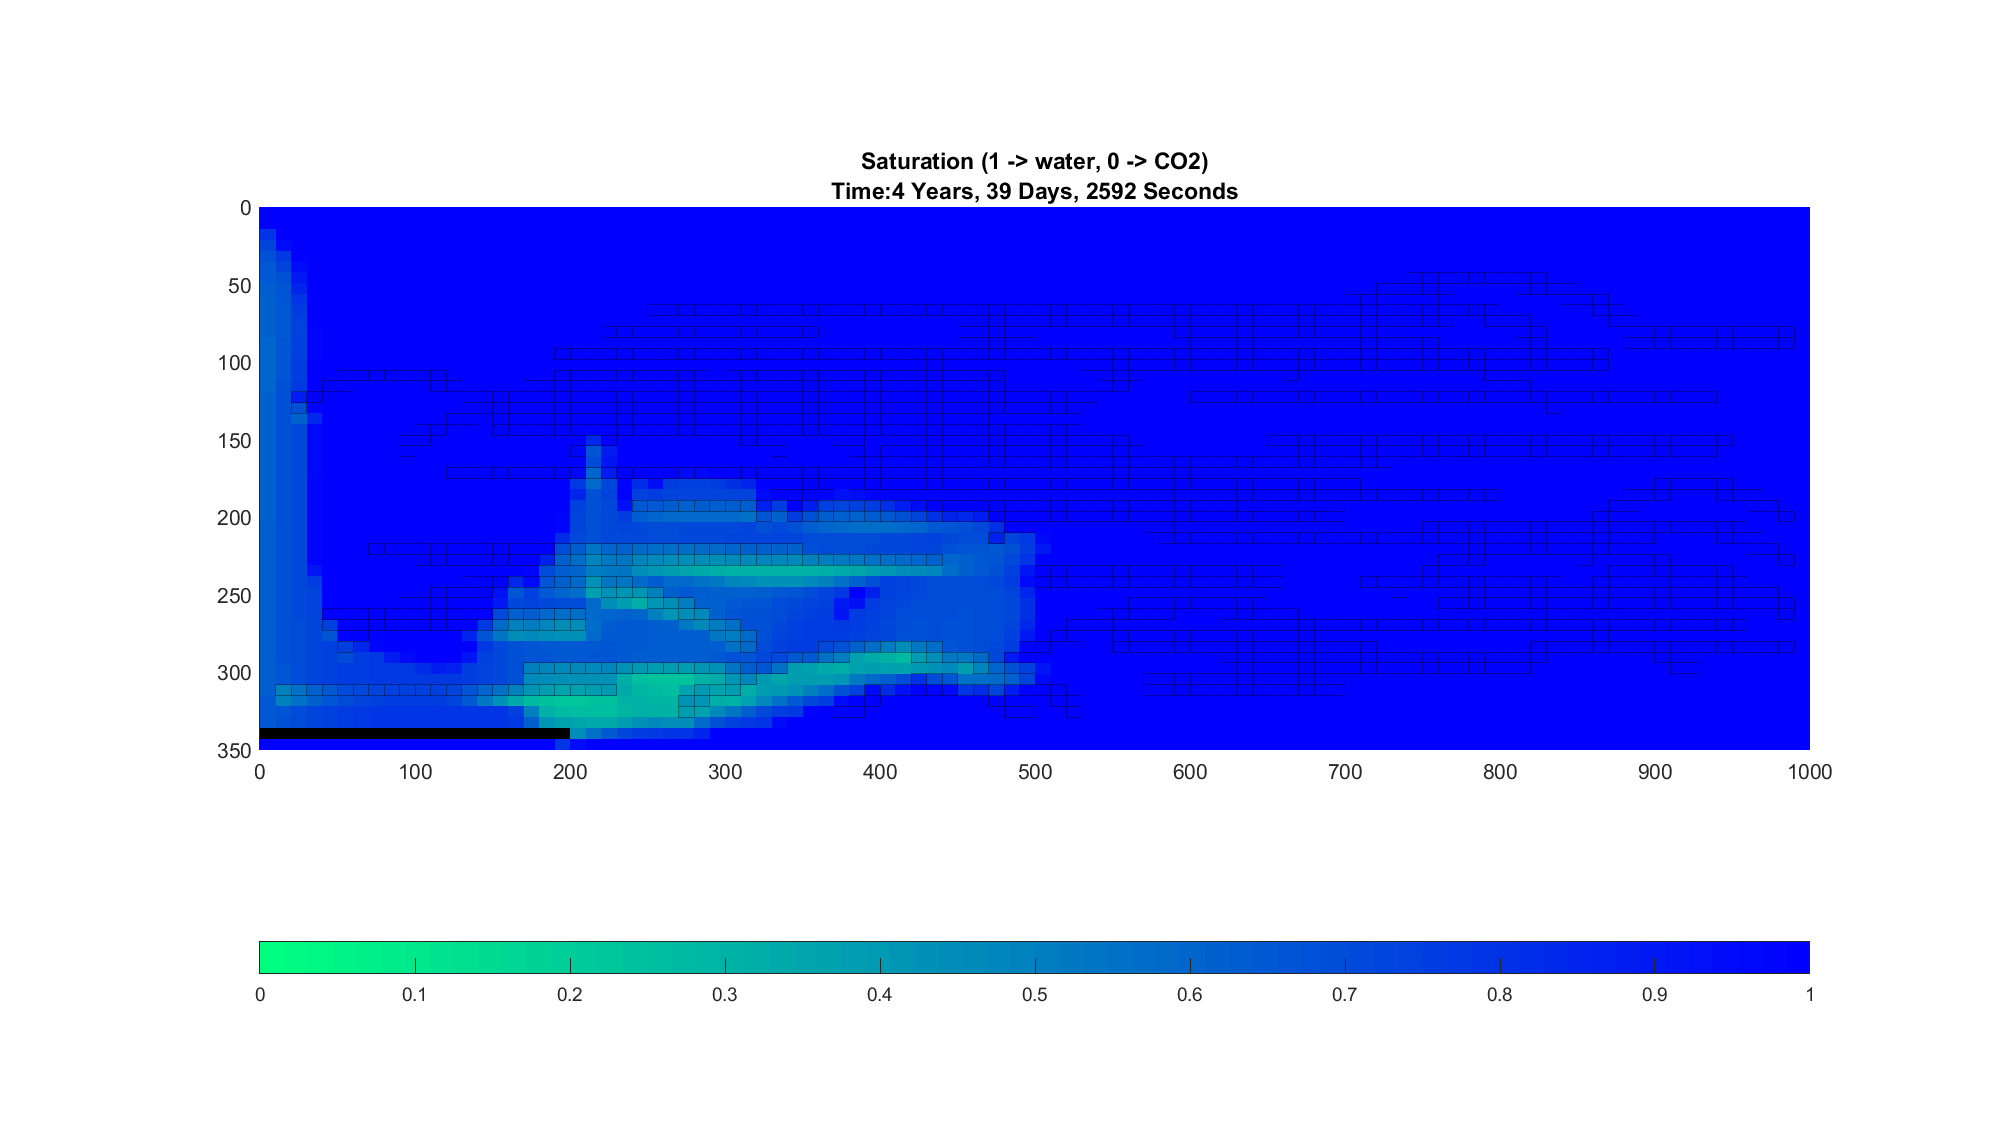 Saturation (1 -> water, 0 -> CO2)
Time:4 Years, 39 Days, 2592 Seconds
0
50
100
150
200
250
300
350
0 100 200 300 400 500 600 700 800 900 1000
0 0.1 0.2 0.3 0.4 0.5 0.6 0.7 0.8 0.9 1